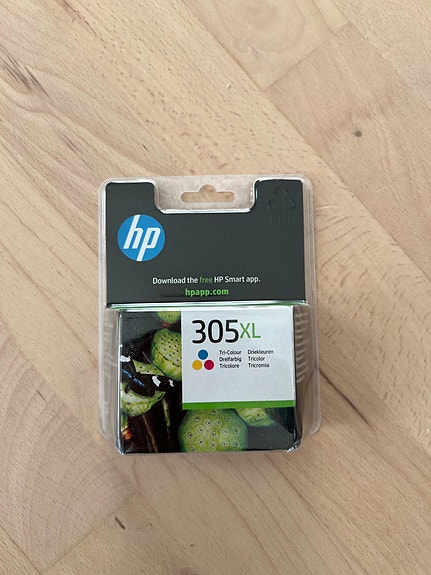 hp
Download the free HP Smart app.
hpapp.com
305XL
Tri-Colour Driekleuren
Dreifarbig Tricolor
Tricolore Tricromia